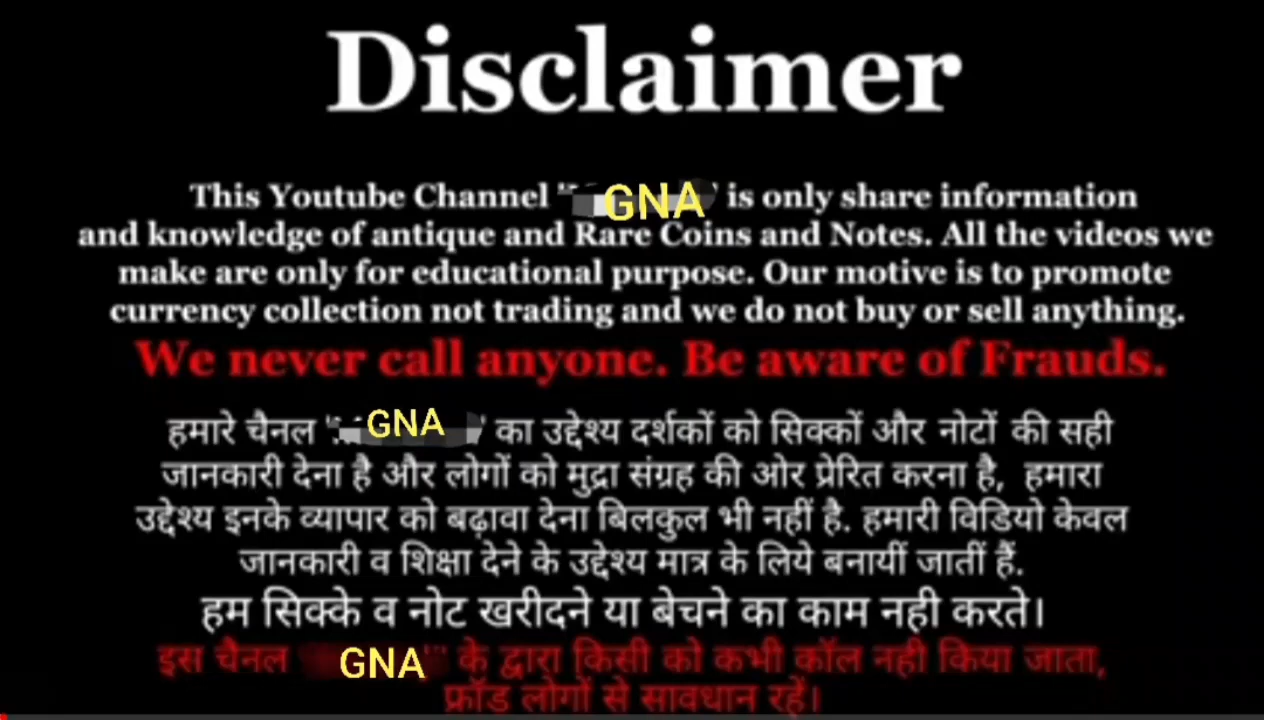 Disclaimer
This Youtube Channel "GNA" is only share information
and knowledge of antique and Rare Coins and Notes. All the videos we
make are only for educational purpose. Our motive is to promote
currency collection not trading and we do not buy or sell anything.
We never call anyone. Be aware of Frauds.
हमारे चैनल "GNA" का उद्देश्य दर्शकों को सिक्कों और नोटों की सही
जानकारी देना है और लोगों को मुद्रा संग्रह की ओर प्रेरित करना है, हमारा
उद्देश्य इनके व्यापार को बढ़ावा देना बिलकुल भी नहीं है. हमारी विडियो केवल
जानकारी व शिक्षा देने के उद्देश्य मात्र के लिये बनायीं जातीं हैं.
हम सिक्के व नोट खरीदने या बेचने का काम नही करते।
इस चैनल GNA" के द्वारा किसी को कभी कॉल नही किया जाता,
फ्रॉड लोगों से सावधान रहें।